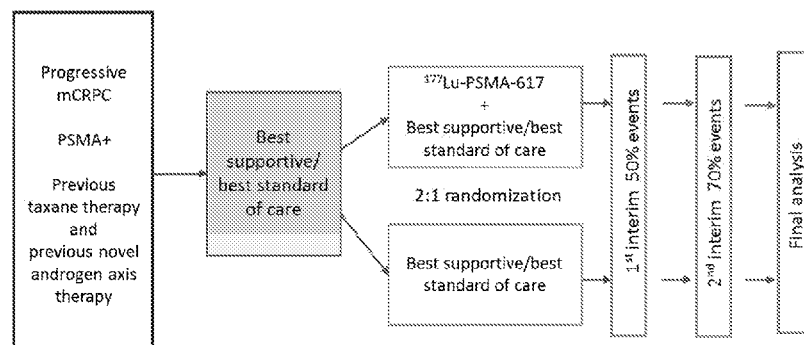 Progressive
mCRPC
PSMA+
Previous
taxane therapy
and
previous novel
androgen axis
therapy
Best
supportive/
best standard
of care
¹⁷⁷Lu-PSMA-617
+
Best supportive/best
standard of care
2:1 randomization
Best supportive/best
standard of care
1st interim 50% events
2nd interim 70% events
Final analysis